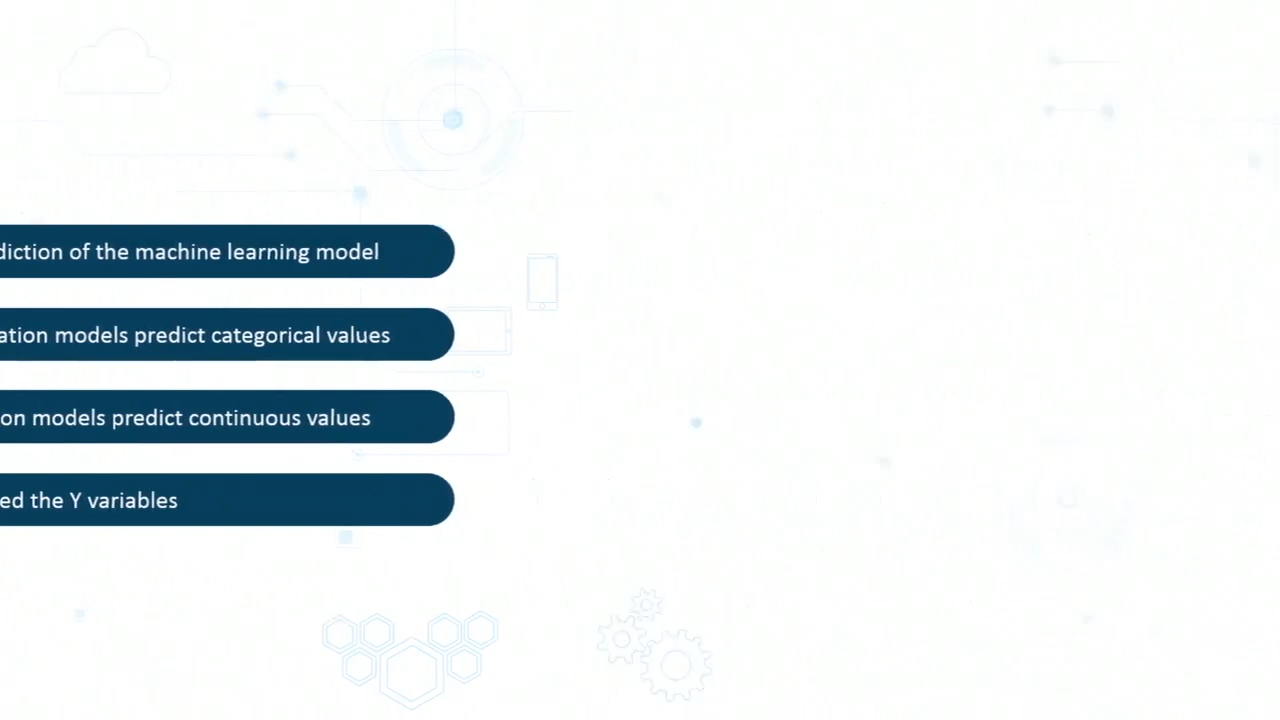 diction of the machine learning model
ation models predict categorical values
on models predict continuous values
ed the Y variables